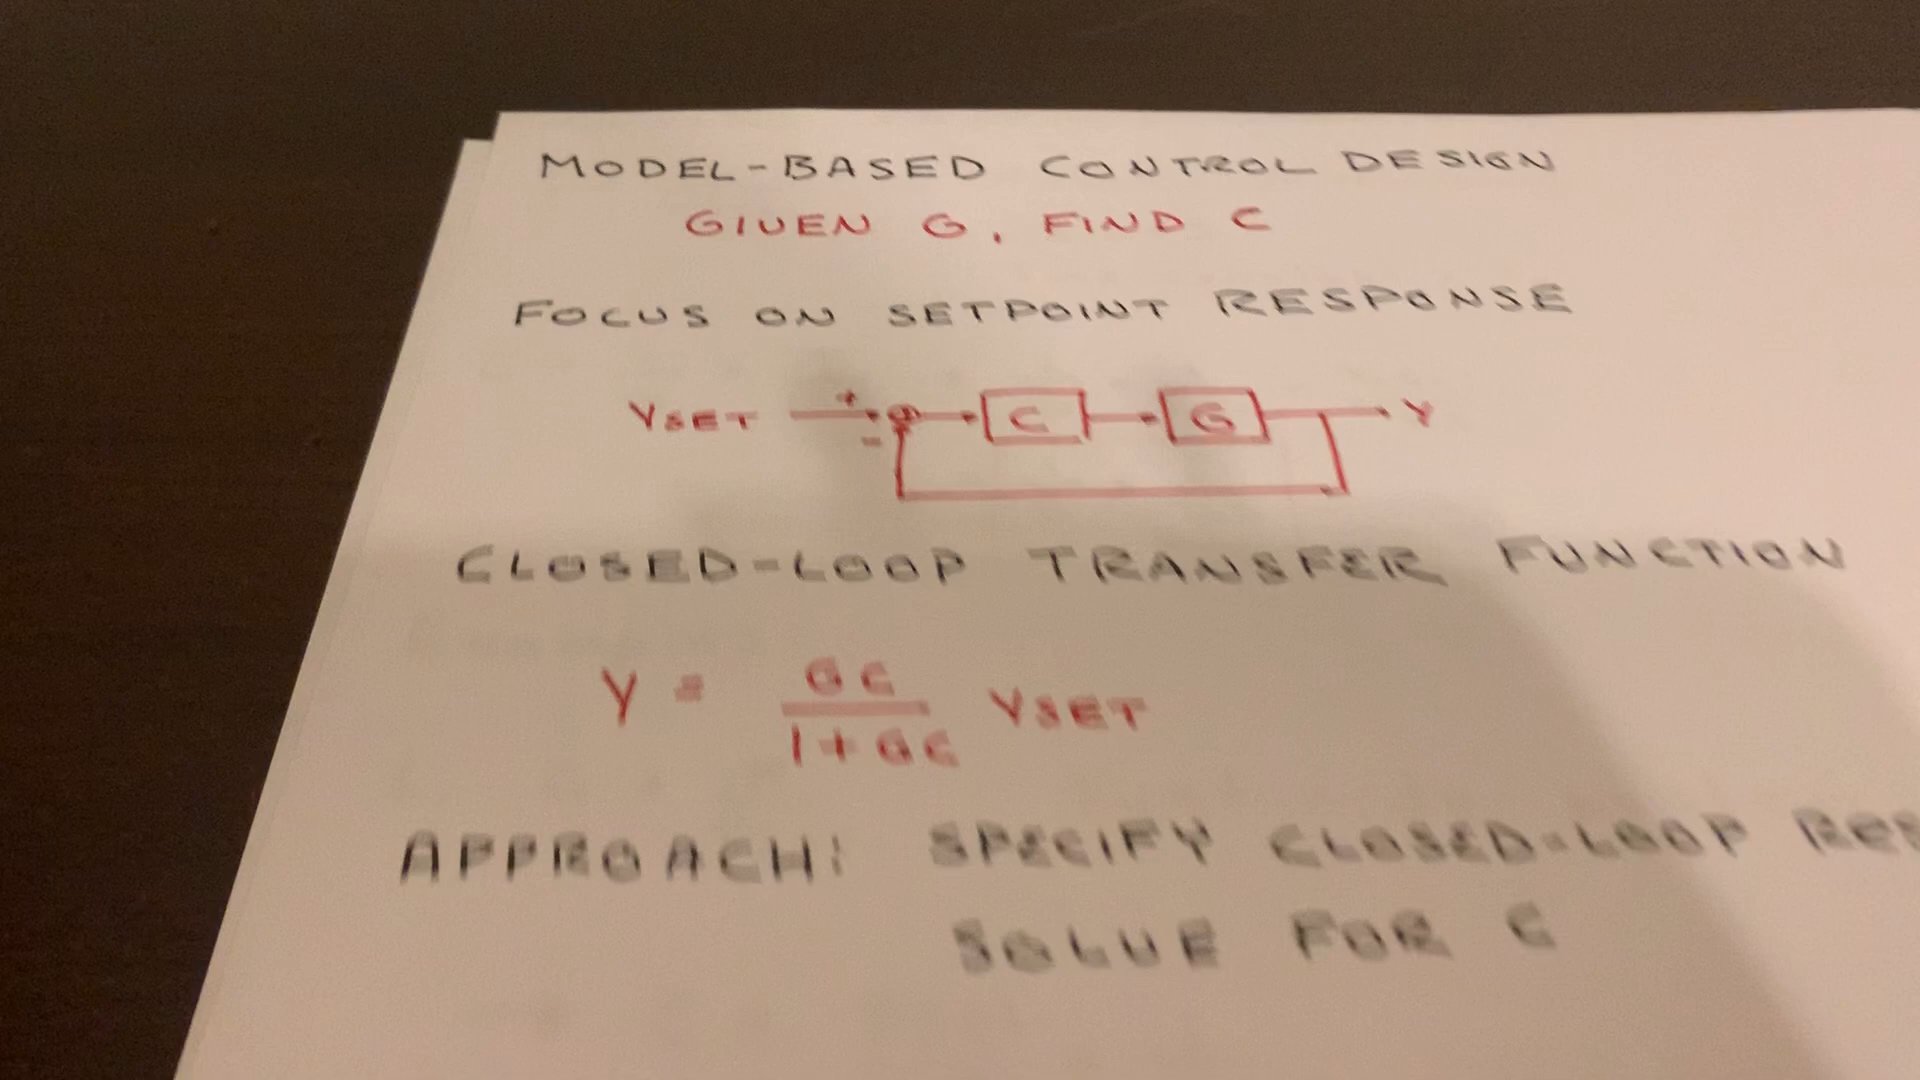 MODEL-BASED CONTROL DESIGN
GIVEN G, FIND C
FOCUS ON SETPOINT RESPONSE
YSET + - C G Y
CLOSED-LOOP TRANSFER FUNCTION
Y = GC / 1+GC YSET
APPROACH: SPECIFY CLOSED-LOOP RES
SOLVE FOR C